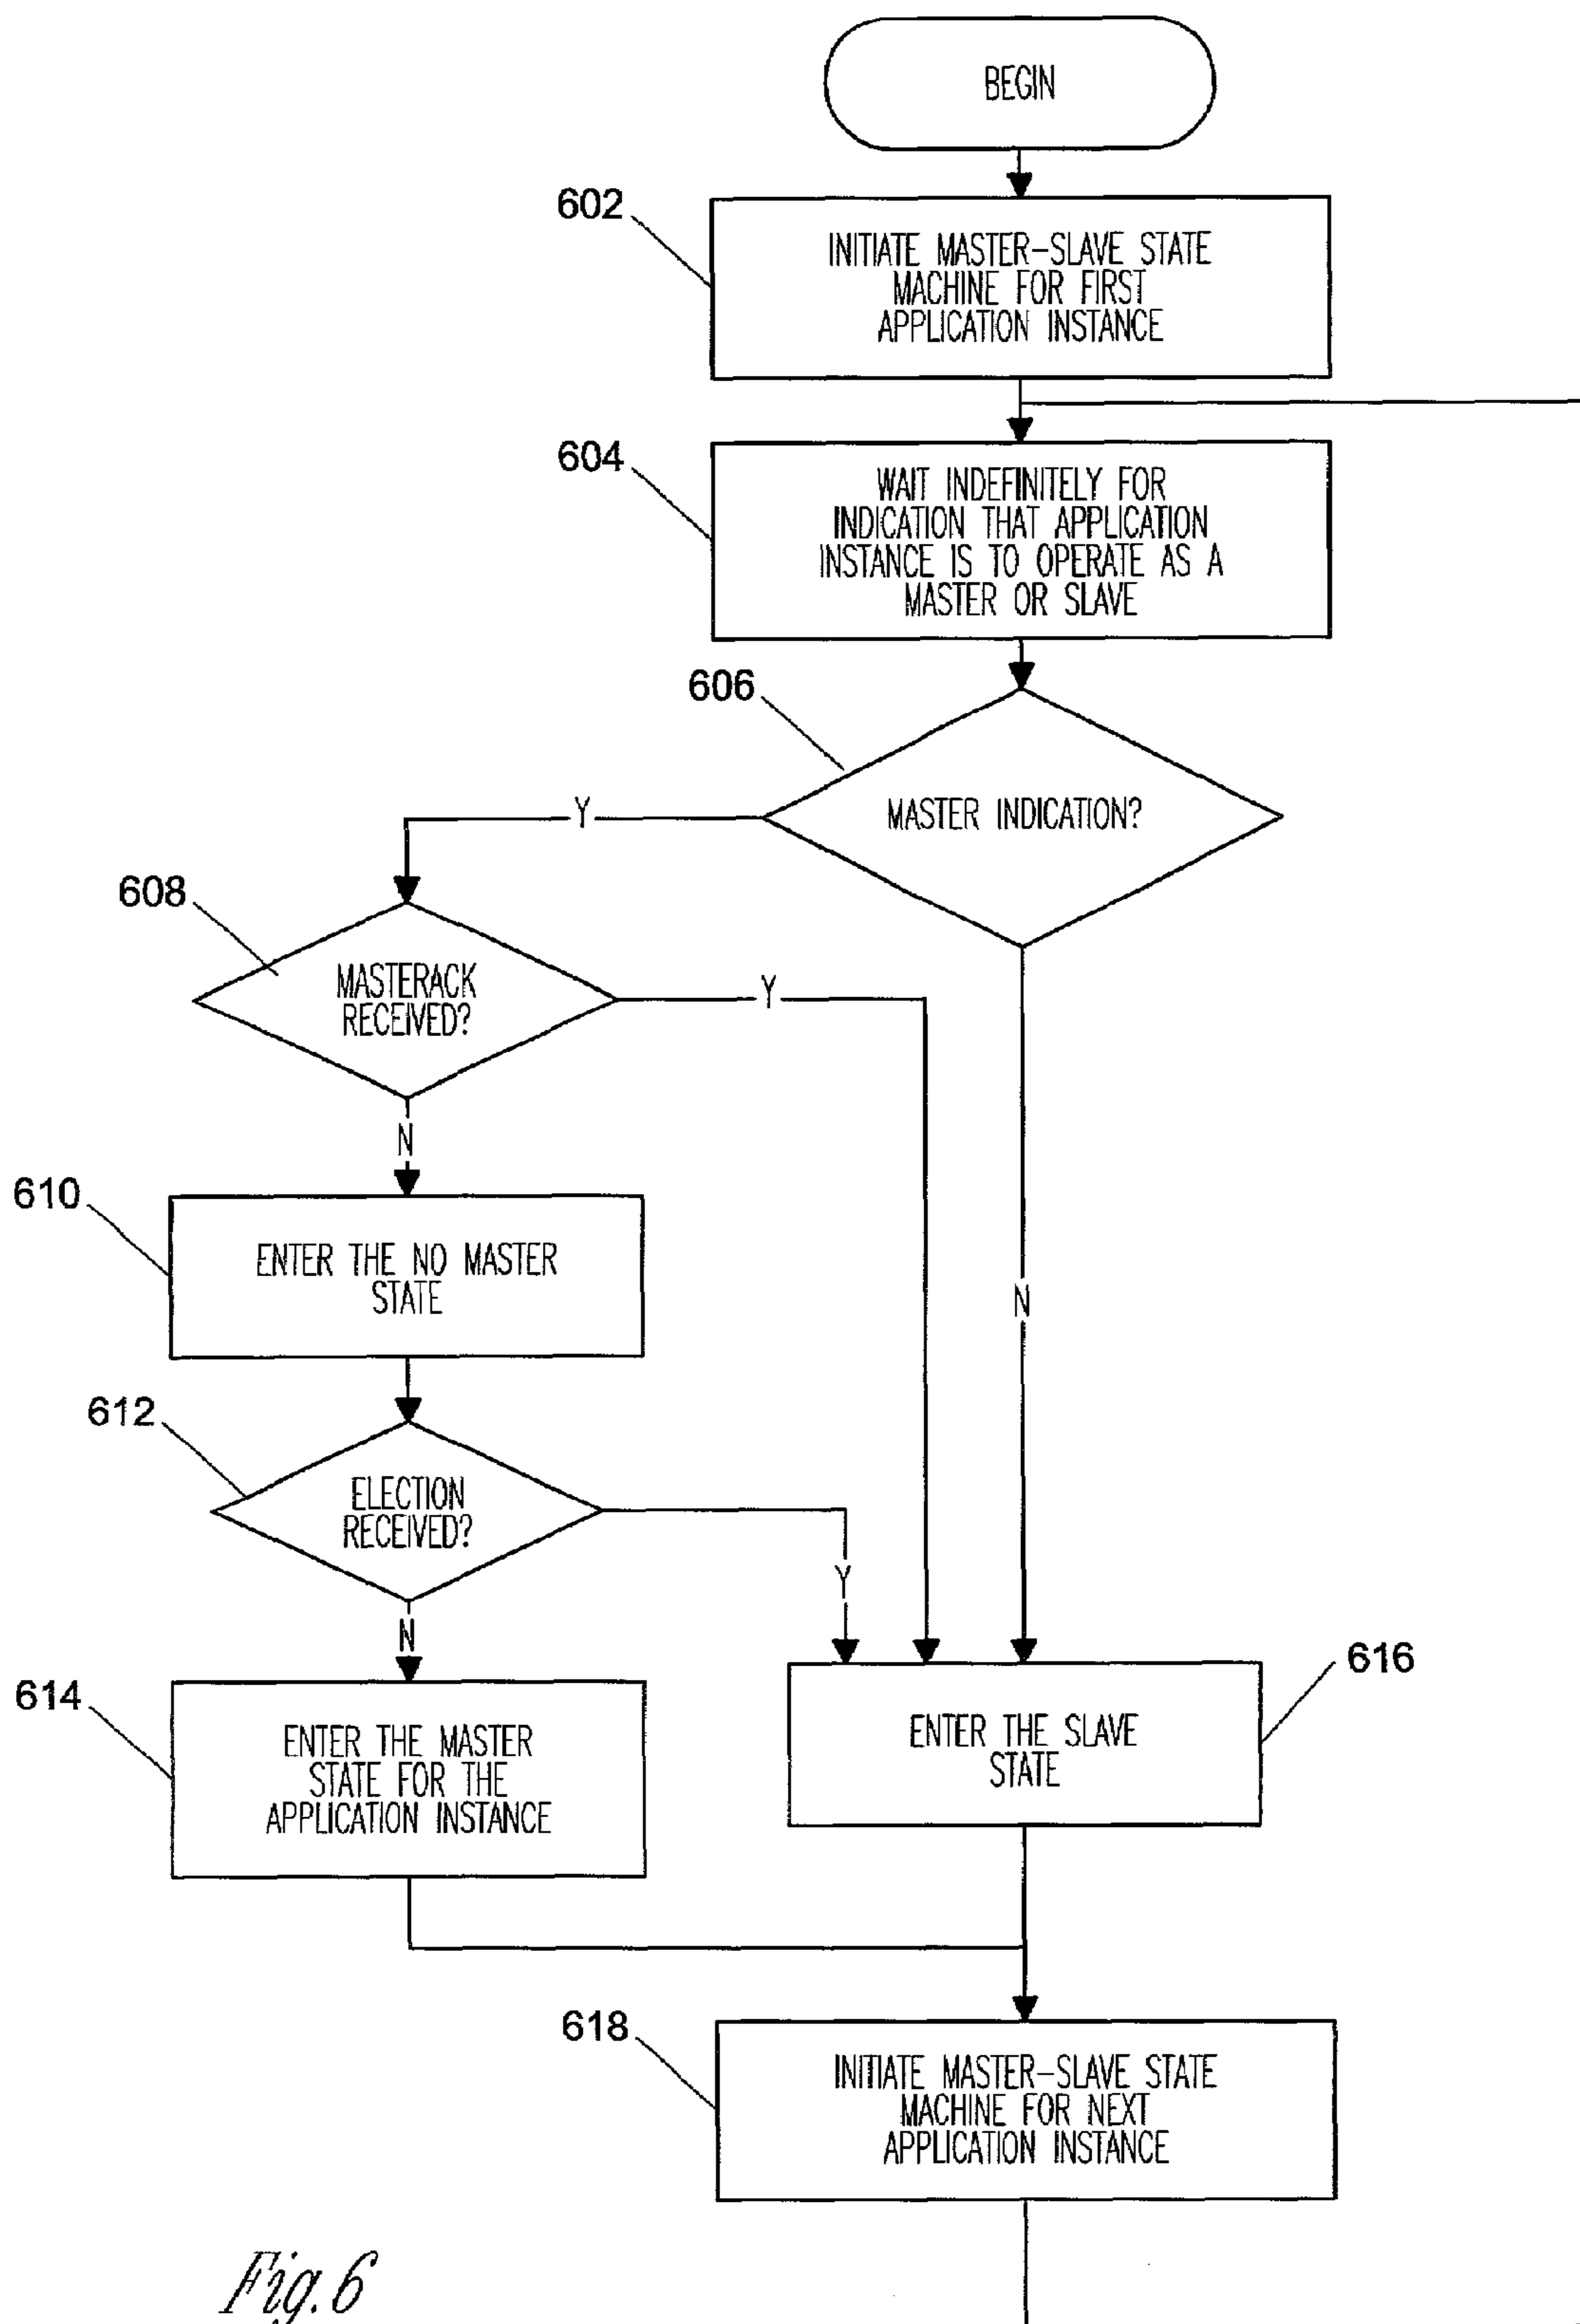 BEGIN
602
INITIATE MASTER-SLAVE STATE
MACHINE FOR FIRST
APPLICATION INSTANCE
604
WAIT INDEFINITELY FOR
INDICATION THAT APPLICATION
INSTANCE IS TO OPERATE AS A
MASTER OR SLAVE
606
MASTER INDICATION?
Y
608
MASTERACK
RECEIVED?
Y
N
610
ENTER THE NO MASTER
STATE
N
612
ELECTION
RECEIVED?
Y
N
614
ENTER THE MASTER
STATE FOR THE
APPLICATION INSTANCE
616
ENTER THE SLAVE
STATE
618
INITIATE MASTER-SLAVE STATE
MACHINE FOR NEXT
APPLICATION INSTANCE
Fig. 6